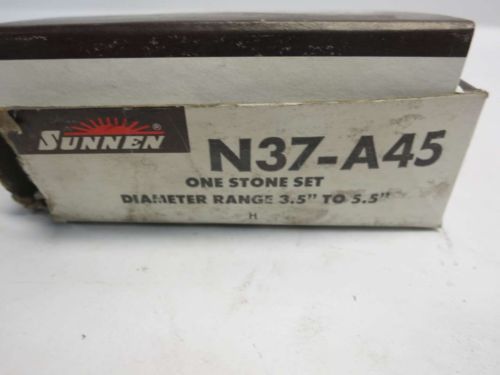 SUNNEN®
N37-A45
ONE STONE SET
DIAMETER RANGE 3.5" TO 5.5"
H